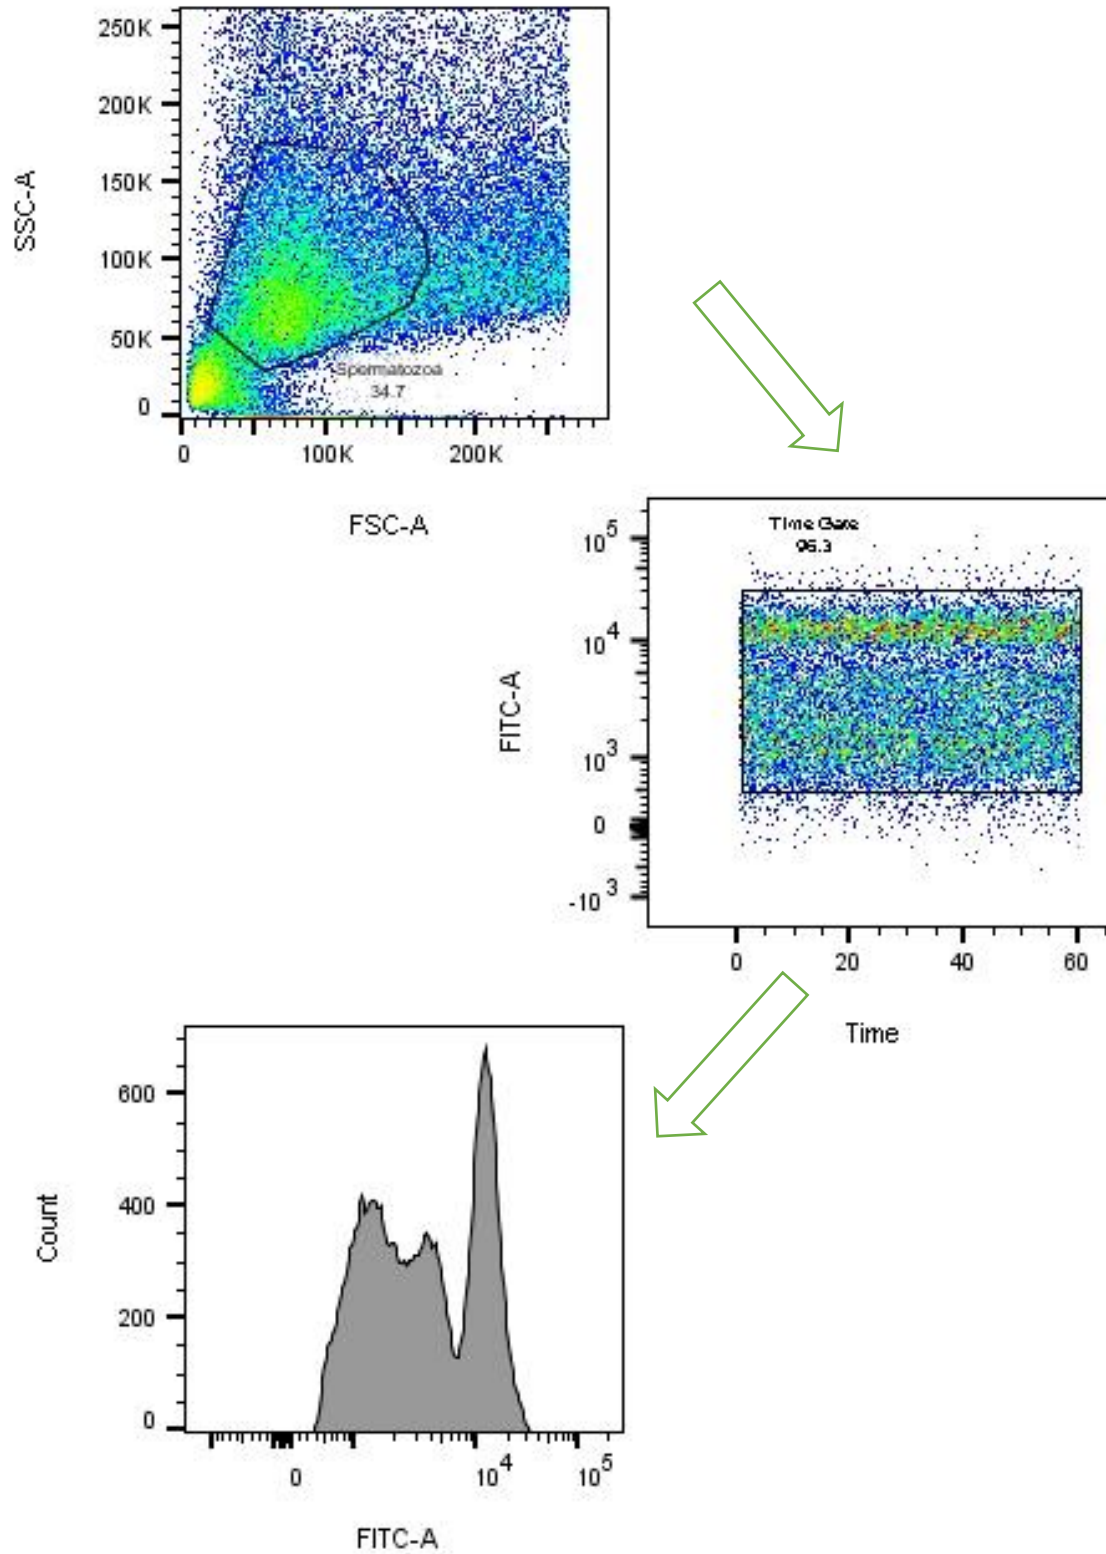 250K
200K
150K
100K
50K
0
SSC-A
Spermatozoa
34.7
0 100K 200K
FSC-A
Time Gate
96.3
10^5
10^4
10^3
0
-10^3
FITC-A
0 20 40 60
Time
600
400
200
0
Count
0 10^4 10^5
FITC-A